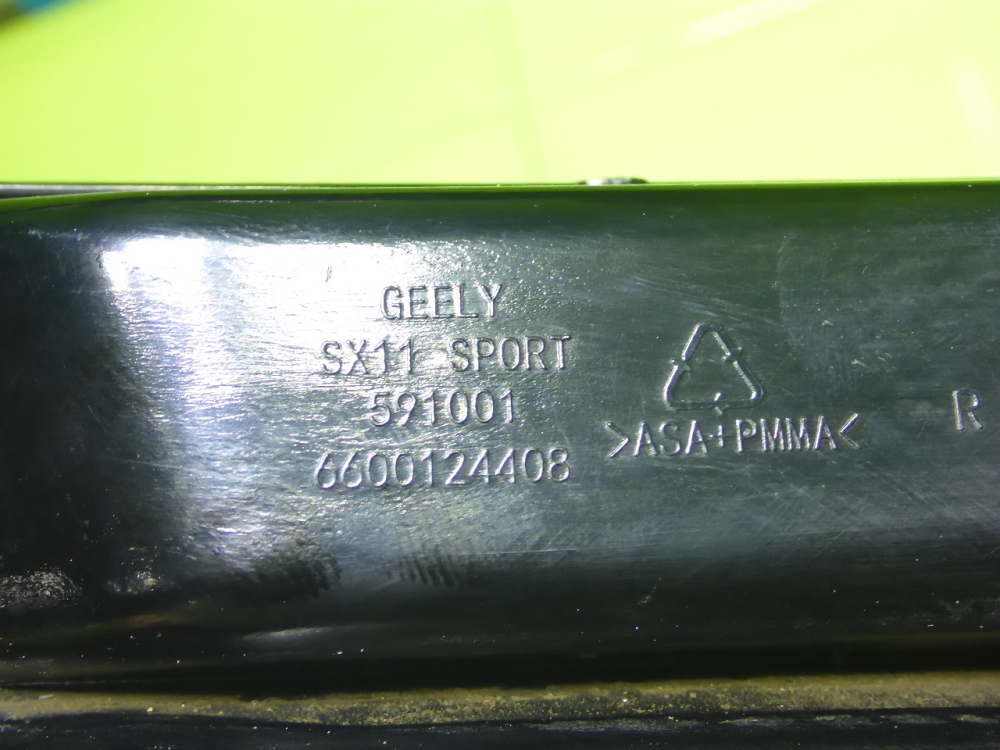 GEELY
SX11 SPORT
591001
6600124408
>ASA+PMMA<
R